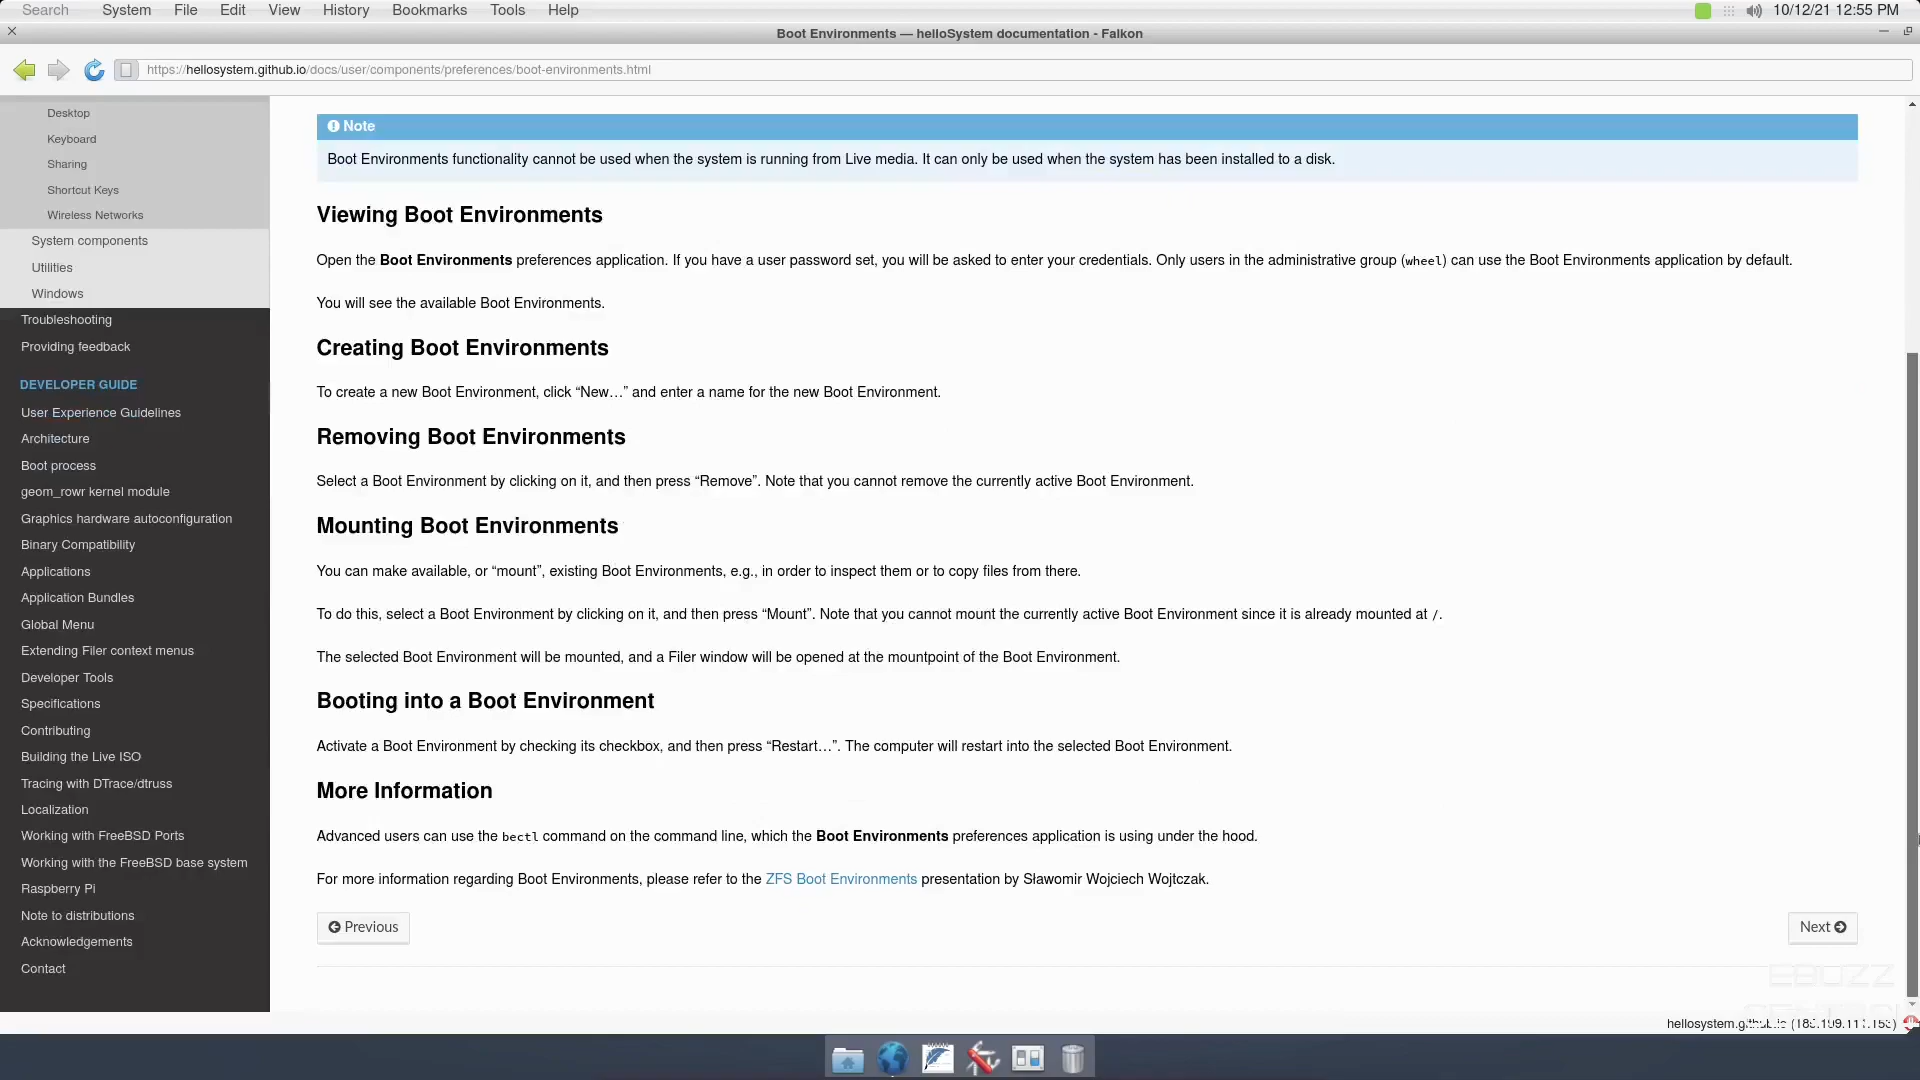 Search System File Edit View History Bookmarks Tools Help 10/12/21 12:55 PM
Boot Environments — helloSystem documentation - Falkon
https://hellosystem.github.io/docs/user/components/preferences/boot-environments.html
Desktop
Keyboard
Sharing
Shortcut Keys
Wireless Networks
System components
Utilities
Windows
Troubleshooting
Providing feedback
DEVELOPER GUIDE
User Experience Guidelines
Architecture
Boot process
geom_rowr kernel module
Graphics hardware autoconfiguration
Binary Compatibility
Applications
Application Bundles
Global Menu
Extending Filer context menus
Developer Tools
Specifications
Contributing
Building the Live ISO
Tracing with DTrace/dtruss
Localization
Working with FreeBSD Ports
Working with the FreeBSD base system
Raspberry Pi
Note to distributions
Acknowledgements
Contact
Note
Boot Environments functionality cannot be used when the system is running from Live media. It can only be used when the system has been installed to a disk.
Viewing Boot Environments
Open the Boot Environments preferences application. If you have a user password set, you will be asked to enter your credentials. Only users in the administrative group (wheel) can use the Boot Environments application by default.
You will see the available Boot Environments.
Creating Boot Environments
To create a new Boot Environment, click “New…” and enter a name for the new Boot Environment.
Removing Boot Environments
Select a Boot Environment by clicking on it, and then press “Remove”. Note that you cannot remove the currently active Boot Environment.
Mounting Boot Environments
You can make available, or “mount”, existing Boot Environments, e.g., in order to inspect them or to copy files from there.
To do this, select a Boot Environment by clicking on it, and then press “Mount”. Note that you cannot mount the currently active Boot Environment since it is already mounted at /.
The selected Boot Environment will be mounted, and a Filer window will be opened at the mountpoint of the Boot Environment.
Booting into a Boot Environment
Activate a Boot Environment by checking its checkbox, and then press “Restart…”. The computer will restart into the selected Boot Environment.
More Information
Advanced users can use the bectl command on the command line, which the Boot Environments preferences application is using under the hood.
For more information regarding Boot Environments, please refer to the ZFS Boot Environments presentation by Sławomir Wojciech Wojtczak.
Previous Next
EBUZZ